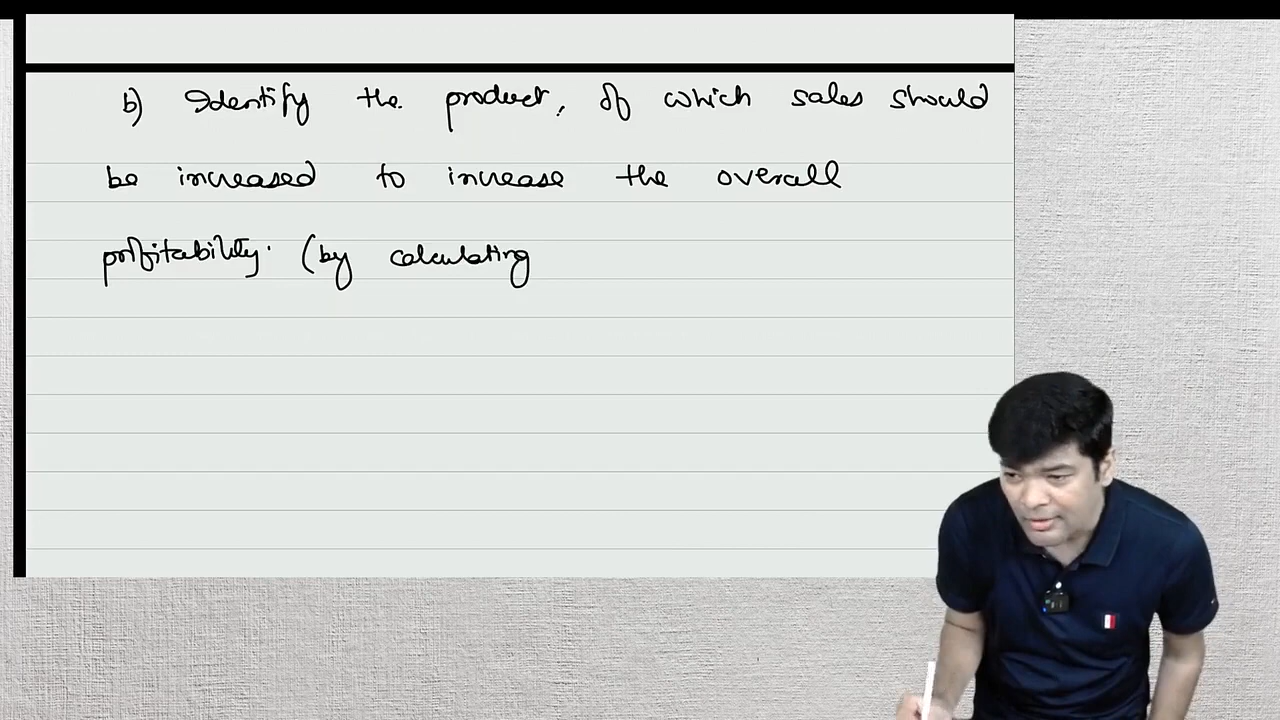 b) Identify the product, of which sales should
be increased to increase the overall
profitability. (by calculating